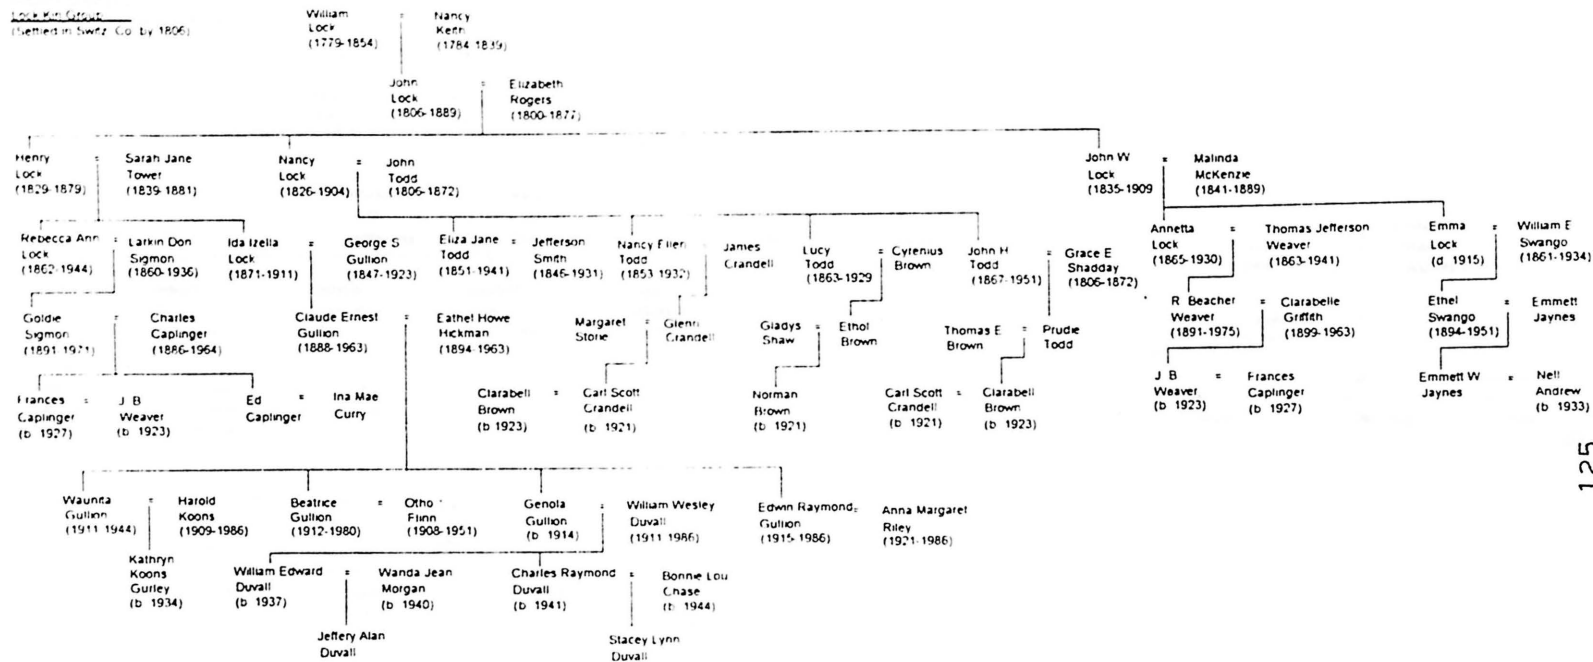 Lock Kin Group
(Settled in Switz. Co. by 1806)
William = Nancy
Lock Keith
(1779-1854) (1784-1839)
John = Elizabeth
Lock Rogers
(1806-1889) (1800-1877)
Henry = Sarah Jane Nancy = John John W = Malinda
Lock Tower Lock Todd Lock McKenzie
(1829-1879) (1839-1881) (1826-1904) (1806-1872) (1835-1909 (1841-1889)
Rebecca Ann = Larkin Don Ida Izella = George S Eliza Jane = Jefferson Nancy Ellen = James Lucy = Cyrenius John H = Grace E Annetta = Thomas Jefferson Emma = William E
Lock Sigmon Lock Gullion Todd Smith Todd Crandell Todd Brown Todd Shadday Lock Weaver Lock Swango
(1862-1944) (1860-1936) (1871-1911) (1847-1923) (1851-1941) (1846-1931) (1853-1932) (1863-1929 (1867-1951) (1806-1872) (1865-1930) (1863-1941) (d 1915) (1861-1934)
Goldie = Charles Claude Ernest = Eathel Howe Margaret = Glenn Gladys = Ethol Thomas E = Prudie R Beacher = Clarabelle Ethel = Emmett
Sigmon Caplinger Gullion Hickman Storie Crandell Shaw Brown Brown Todd Weaver Griffith Swango Jaynes
(1891-1971) (1886-1964) (1888-1963) (1894-1963) (1891-1975) (1899-1963) (1894-1951)
Frances = J B Ed = Ina Mae Clarabell = Carl Scott Norman Carl Scott = Clarabell J B = Frances Emmett W = Nell
Caplinger Weaver Caplinger Curry Brown Crandell Brown Crandell Brown Weaver Caplinger Jaynes Andrew
(b 1927) (b 1923) (b 1923) (b 1921) (b 1921) (b 1921) (b 1923) (b 1923) (b 1927) (b 1933)
Waunita = Harold Beatrice = Otho Genola = William Wesley Edwin Raymond = Anna Margaret
Gullion Koons Gullion Flinn Gullion Duvall Gullion Riley
(1911-1944) (1909-1986) (1912-1980) (1908-1951) (b 1914) (1911-1986) (1915-1986) (1921-1986)
Kathryn William Edward = Wanda Jean Charles Raymond = Bonnie Lou
Koons Duvall Morgan Duvall Chase
Gurley (b 1937) (b 1940) (b 1941) (b 1944)
(b 1934)
Jeffery Alan Stacey Lynn
Duvall Duvall
125